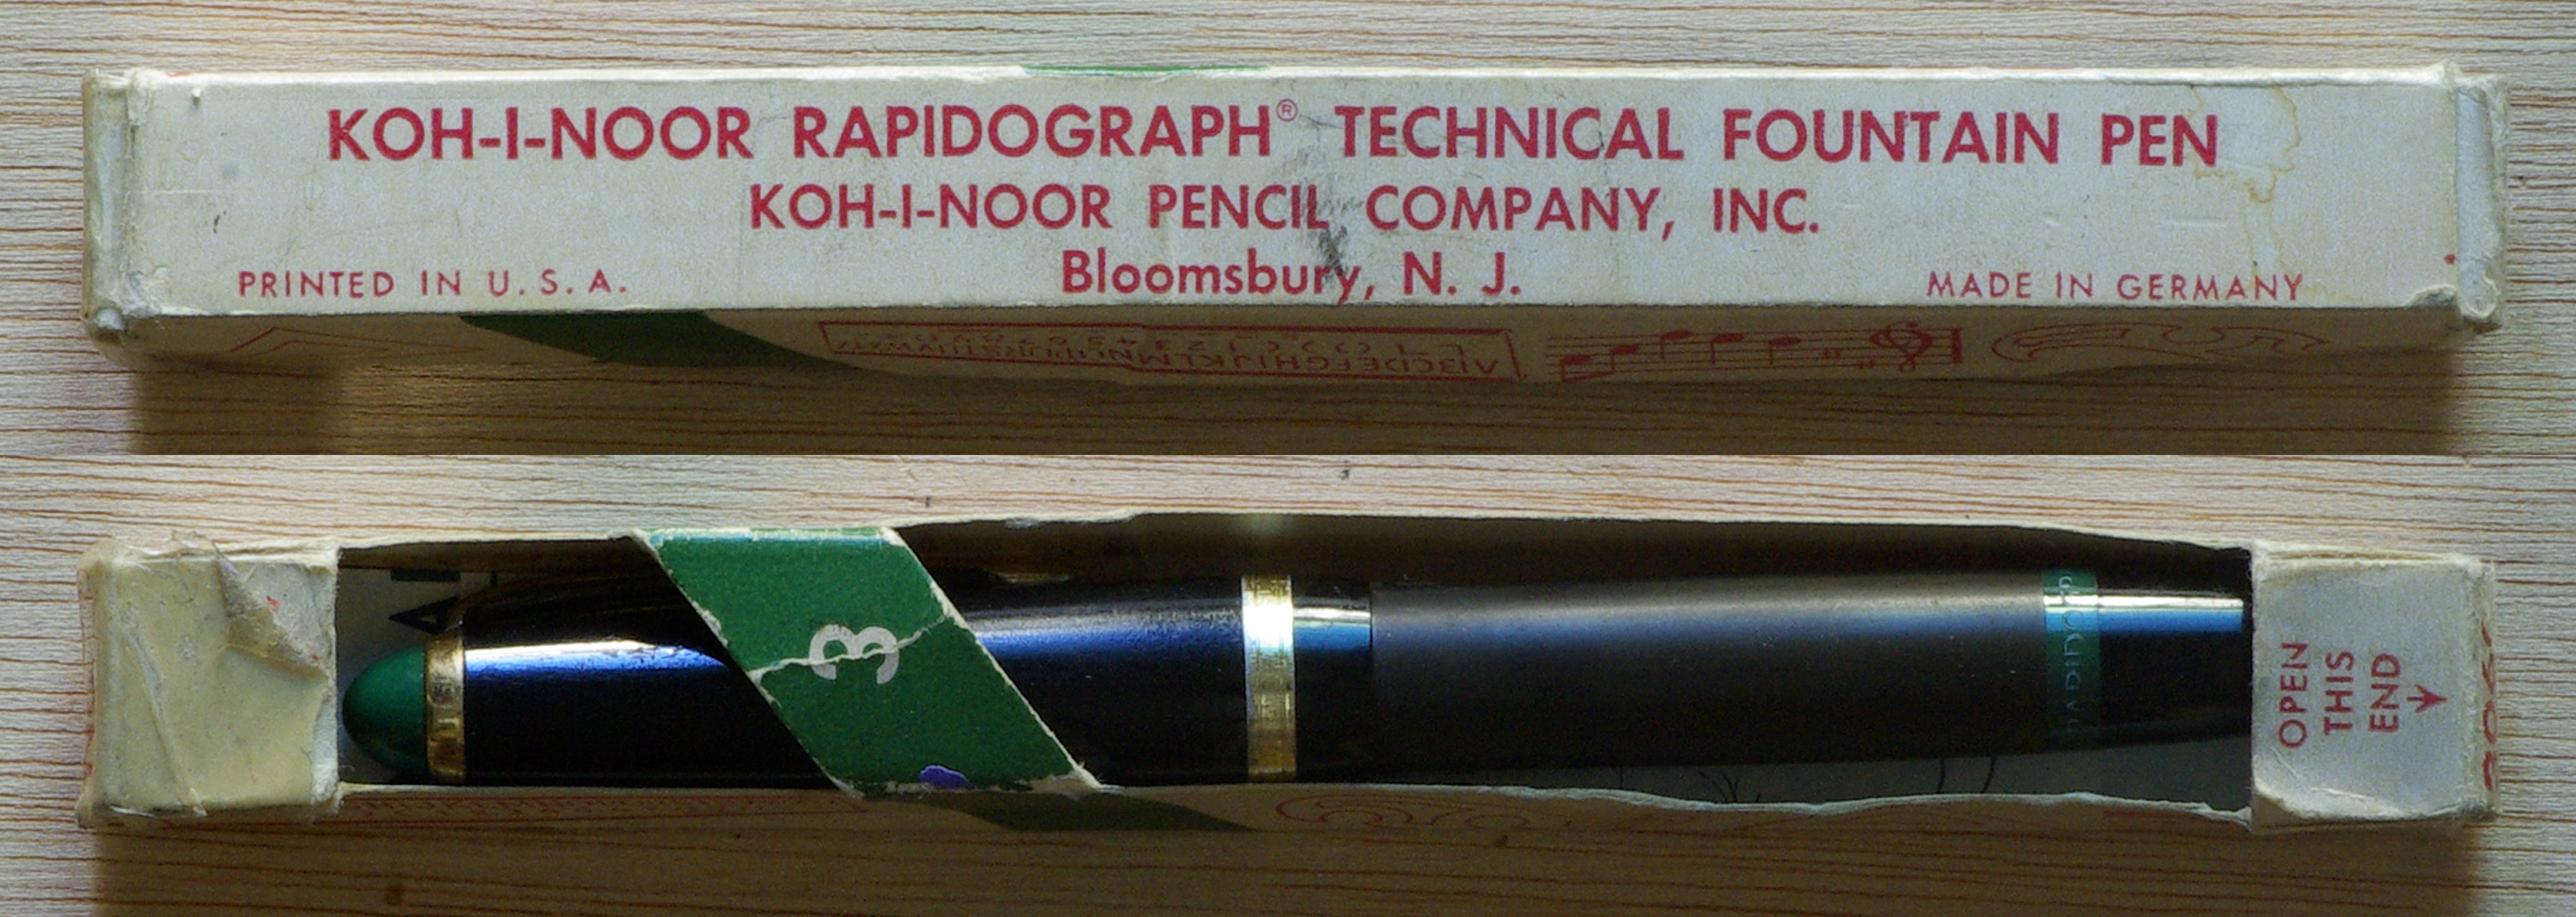 KOH-I-NOOR RAPIDOGRAPH® TECHNICAL FOUNTAIN PEN
KOH-I-NOOR PENCIL COMPANY, INC.
Bloomsbury, N. J.
PRINTED IN U. S. A.
MADE IN GERMANY
3
OPEN
THIS
END